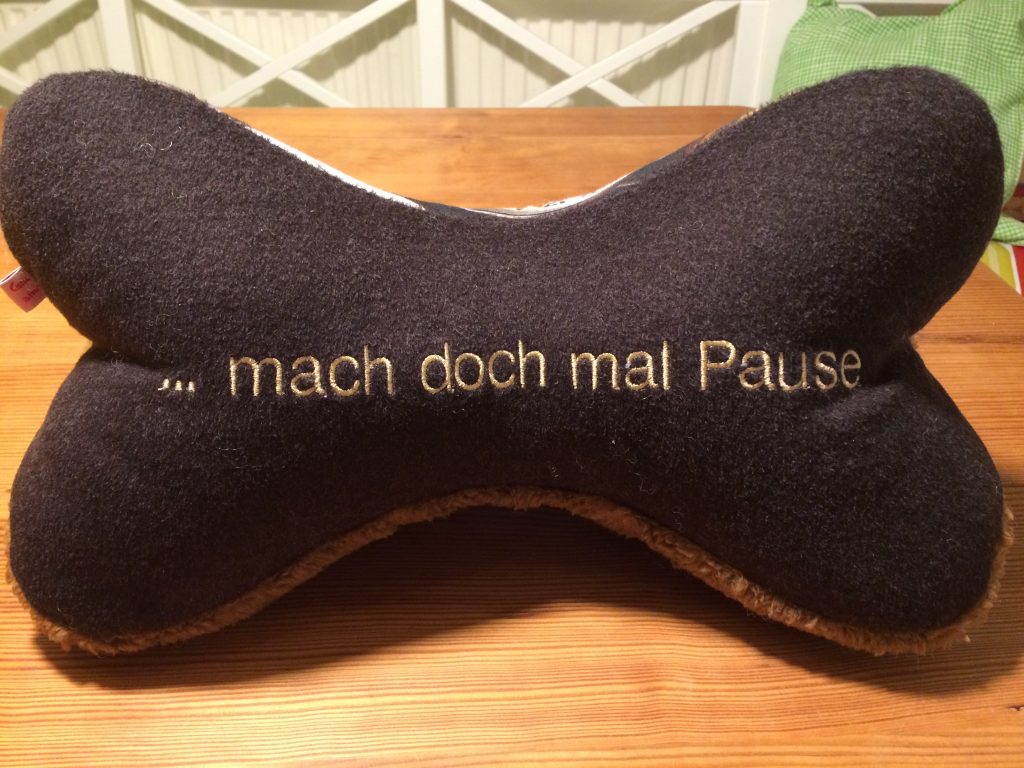 ... mach doch mal Pause